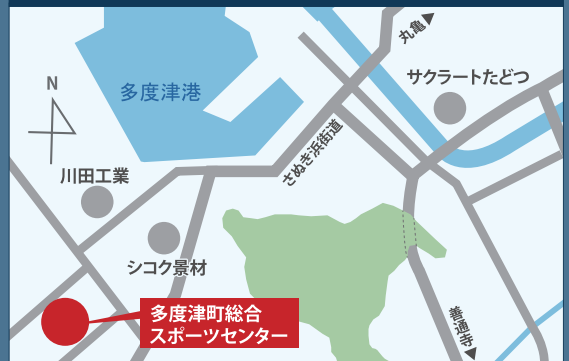 丸亀
サクラートたどつ
N
多度津港
さぬき浜街道
川田工業
シコク景材
多度津町総合
スポーツセンター
善通寺